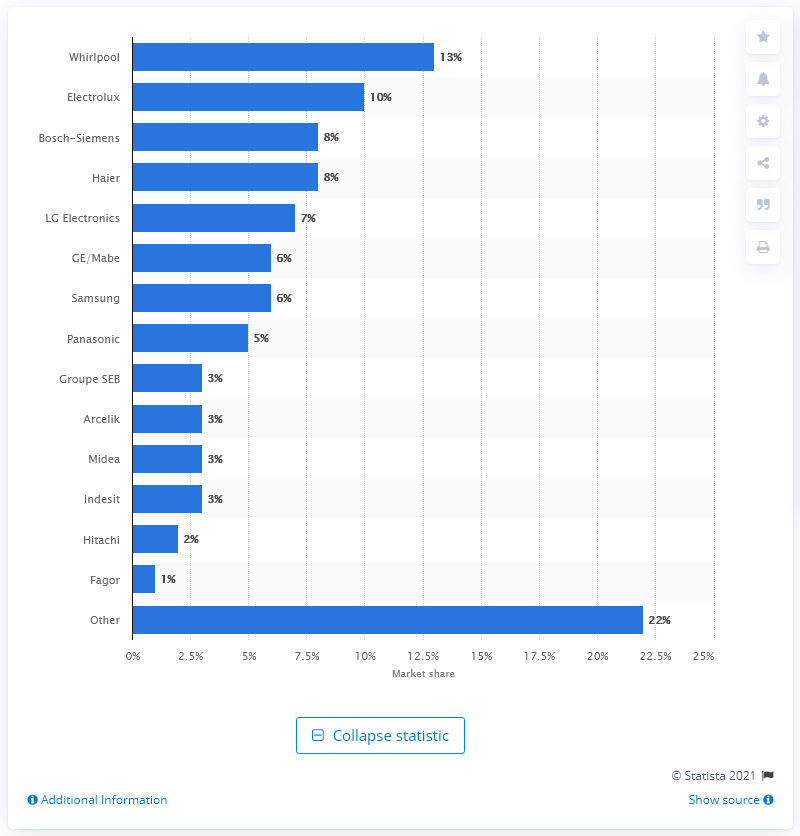 Whirlpool 13%
Electrolux 10%
Bosch-Siemens 8%
Haier 8%
LG Electronics 7%
GE/Mabe 6%
Samsung 6%
Panasonic 5%
Groupe SEB 3%
Arcelik 3%
Midea 3%
Indesit 3%
Hitachi 2%
Fagor 1%
Other 22%
0% 2.5% 5% 7.5% 10% 12.5% 15% 17.5% 20% 22.5% 25%
Market share
Collapse statistic
© Statista 2021
Additional Information Show source